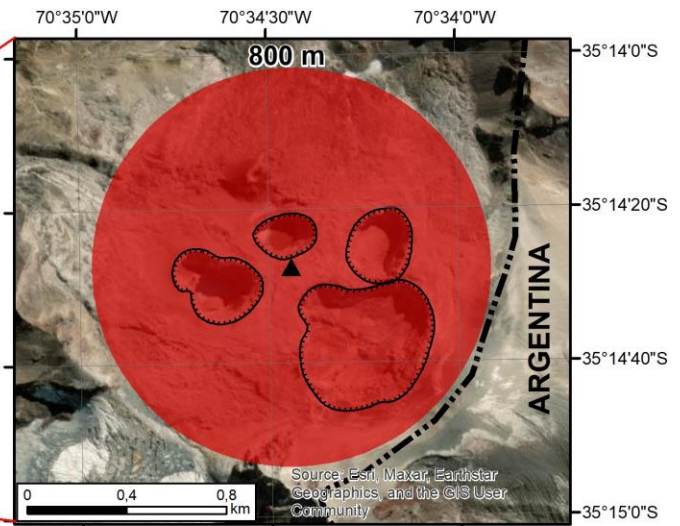 70°35'0"W 70°34'30"W 70°34'0"W
800 m
35°14'0"S
35°14'20"S
ARGENTINA
35°14'40"S
Source: Esri, Maxar, Earthstar
Geographics, and the GIS User
Community
0 0,4 0,8
km
35°15'0"S